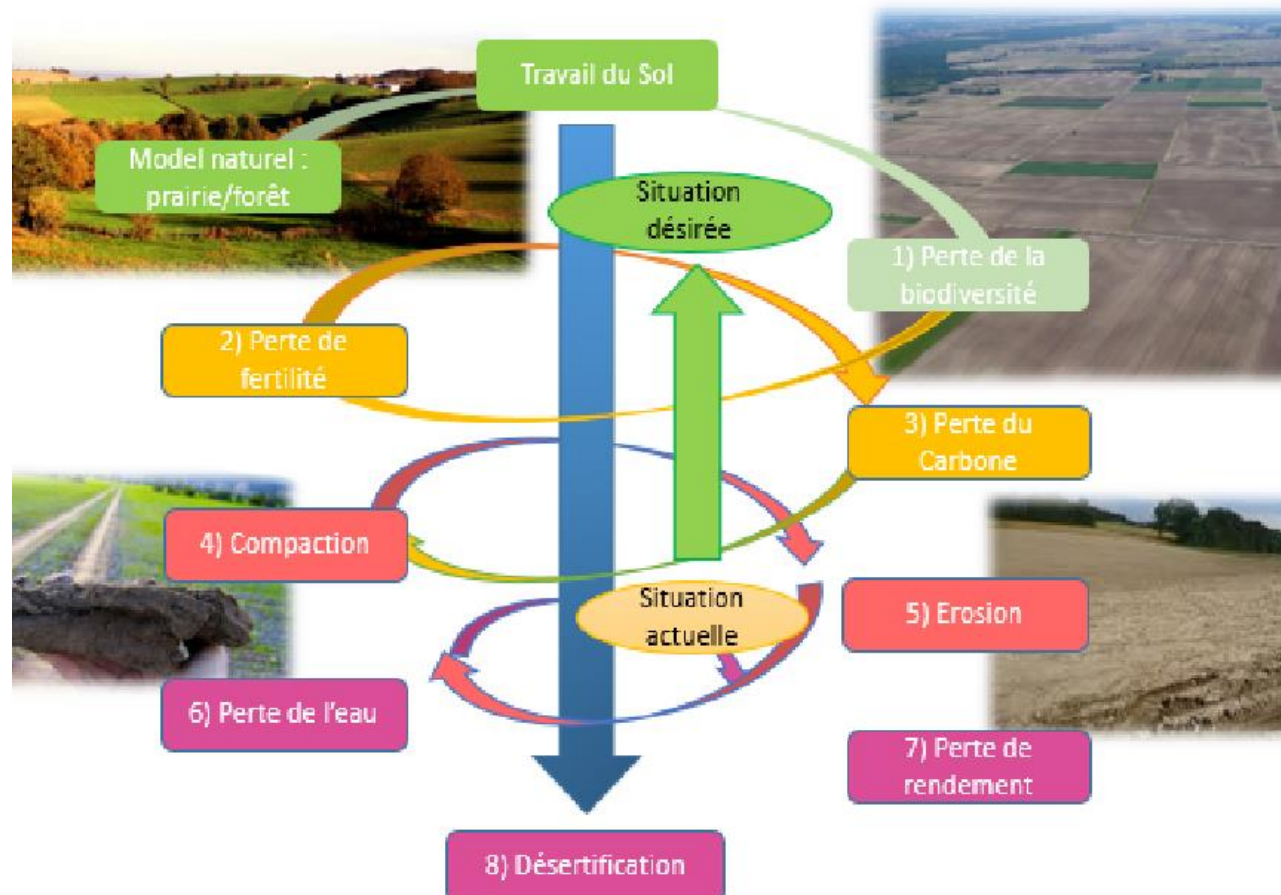 Travail du Sol
Model naturel :
prairie/forêt
Situation
désirée
1) Perte de la
biodiversité
2) Perte de
fertilité
3) Perte du
Carbone
4) Compaction
Situation
actuelle
5) Erosion
6) Perte de l'eau
7) Perte de
rendement
8) Désertification